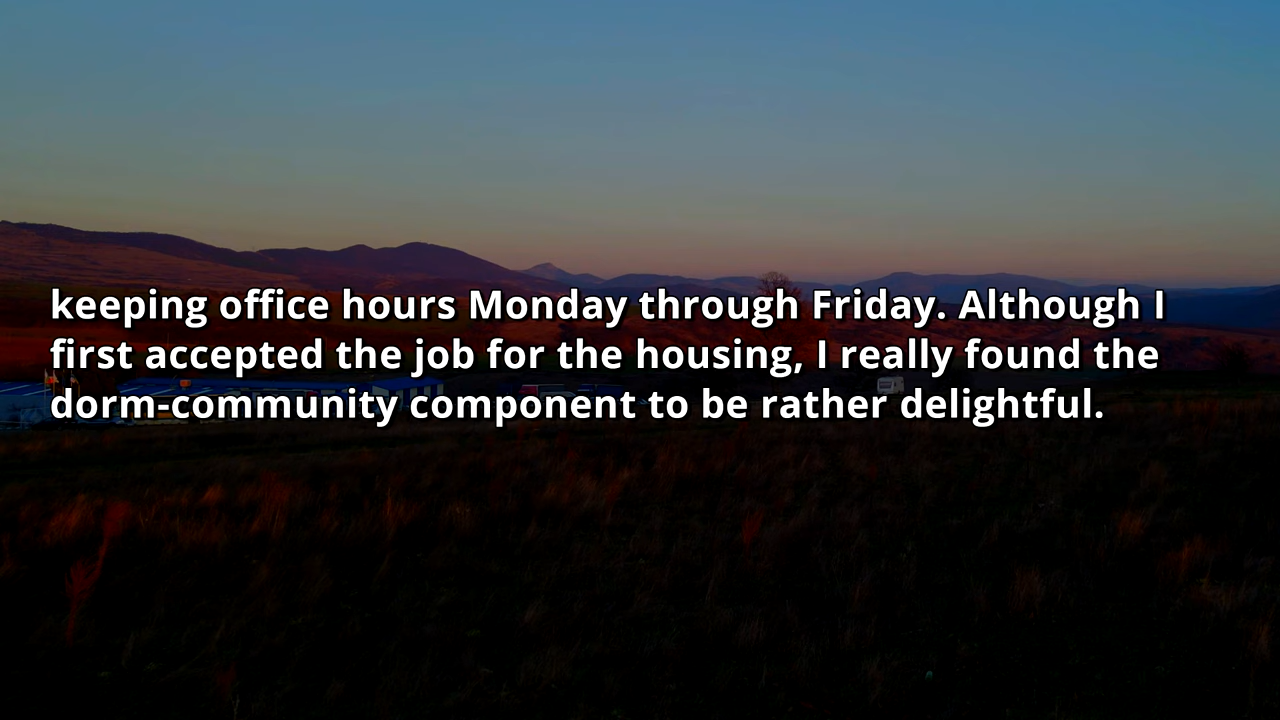 keeping office hours Monday through Friday. Although I
first accepted the job for the housing, I really found the
dorm-community component to be rather delightful.